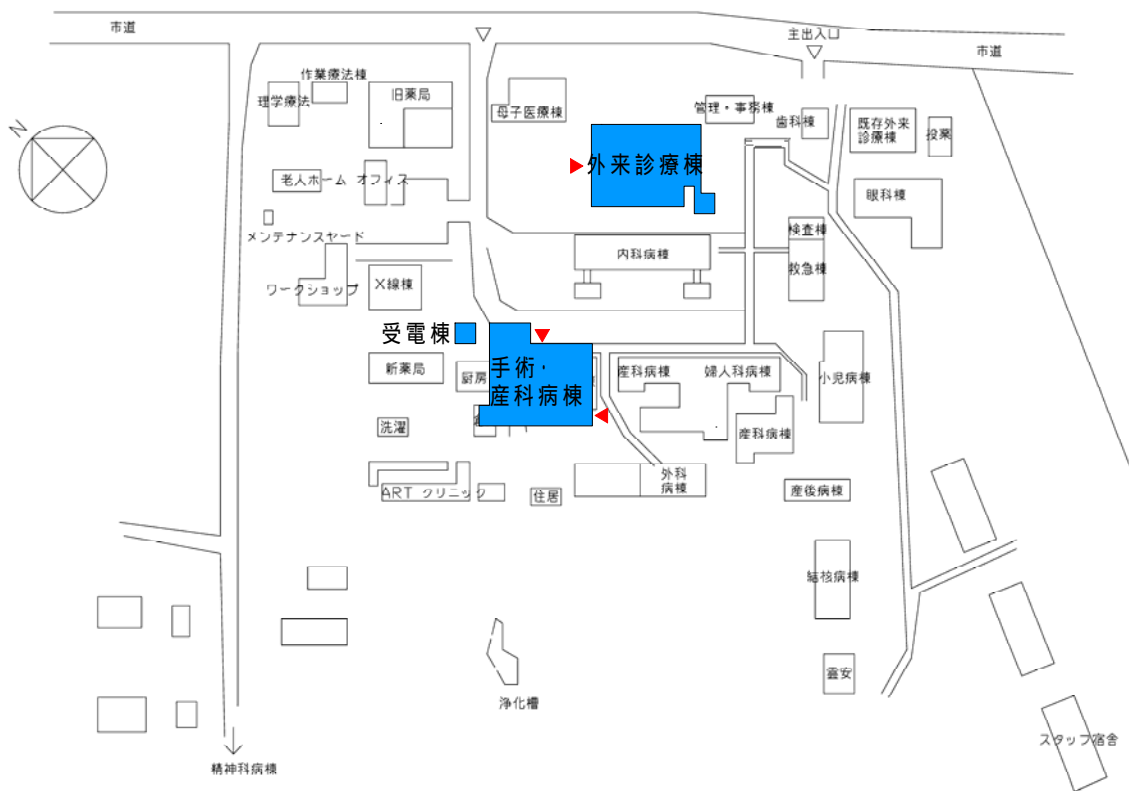 市道
主出入口
市道
N
作業療法棟
理学療法
旧薬局
母子医療棟
管理・事務棟
歯科棟
既存外来
診療棟
投薬
外来診療棟
老人ホーム
オフィス
眼科棟
メンテナンスヤード
検査棟
内科病棟
救急棟
ワークショップ
X線棟
受電棟
手術・
産科病棟
新薬局
厨房
産科病棟
婦人科病棟
小児病棟
洗濯
産科病棟
外科
病棟
ART クリニック
住居
産後病棟
結核病棟
霊安
浄化槽
スタッフ宿舎
精神科病棟